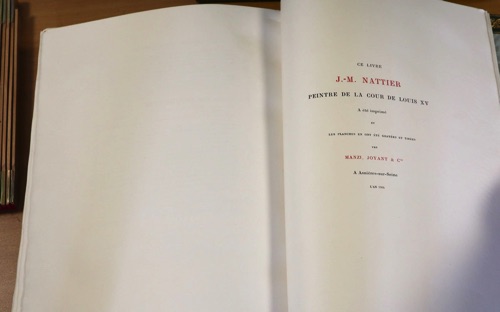 CE LIVRE
J.-M. NATTIER
PEINTRE DE LA COUR DE LOUIS XV
A été imprimé
ET
LES PLANCHES EN ONT ÉTÉ GRAVÉES ET TIRÉES
PAR
MANZI, JOYANT & Cie
A Asnières-sur-Seine